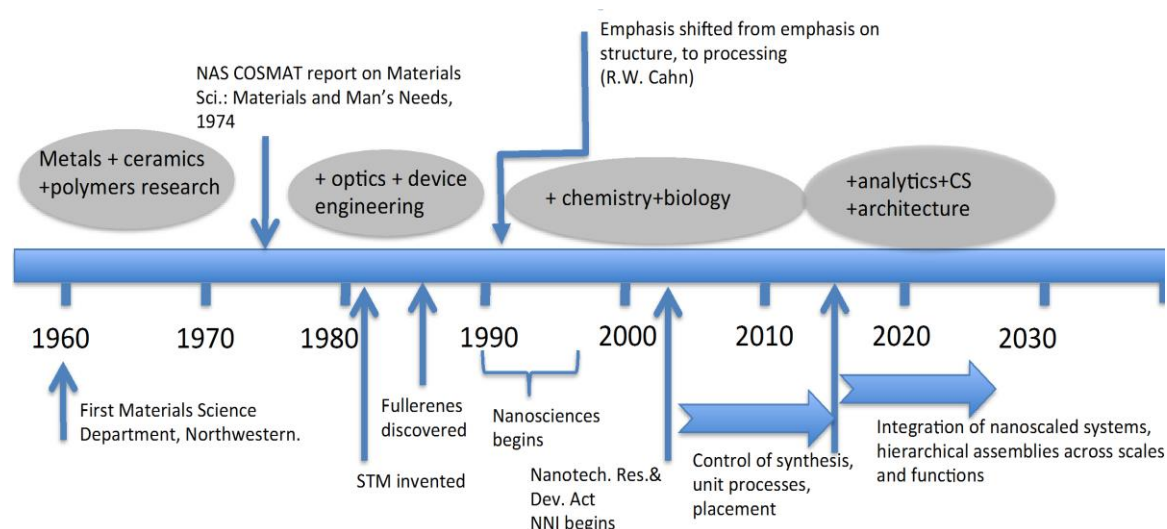 Emphasis shifted from emphasis on
structure, to processing
(R.W. Cahn)
NAS COSMAT report on Materials
Sci.: Materials and Man’s Needs,
1974
Metals + ceramics
+polymers research
+ optics + device
engineering
+ chemistry+biology
+analytics+CS
+architecture
1960
1970
1980
1990
2000
2010
2020
2030
First Materials Science
Department, Northwestern.
STM invented
Fullerenes
discovered
Nanosciences
begins
Nanotech. Res.&
Dev. Act
NNI begins
Control of synthesis,
unit processes,
placement
Integration of nanoscaled systems,
hierarchical assemblies across scales
and functions